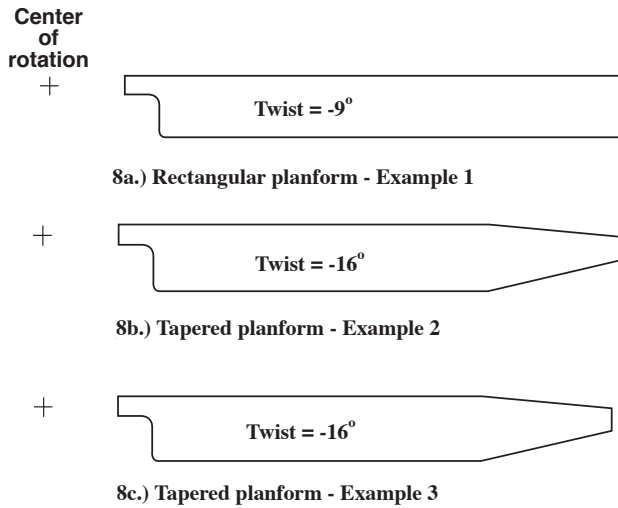 Center
of
rotation
Twist = -9°
8a.) Rectangular planform - Example 1
Twist = -16°
8b.) Tapered planform - Example 2
Twist = -16°
8c.) Tapered planform - Example 3